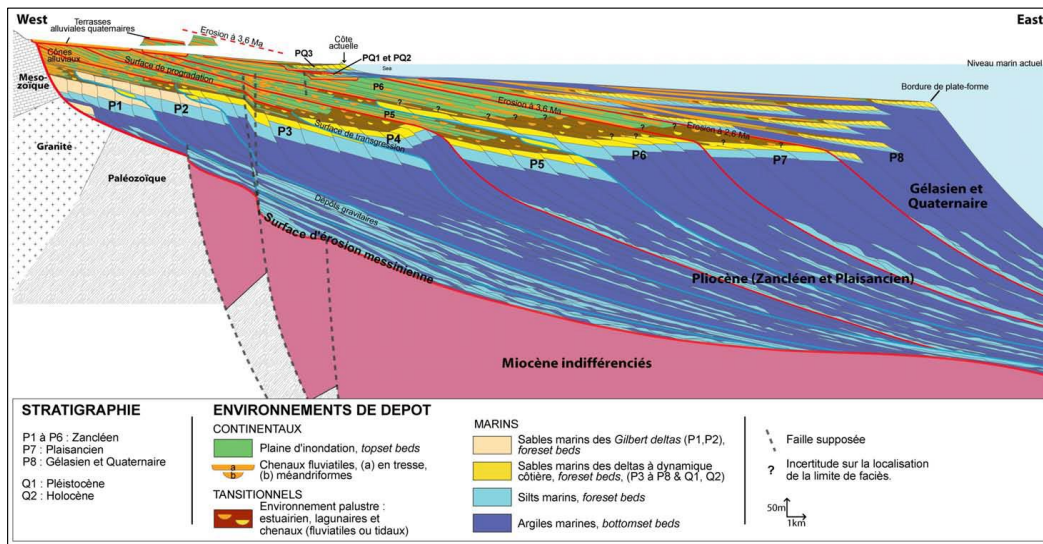 West
East
Terrasses
alluviales quaternaires
Erosion à 3.6 Ma
Côte
actuelle
PQ3
PQ1 et PQ2
Sea
Niveau marin actuel
Cônes
alluviaux
Surface de progradation
P6
Bordure de plate-forme
Meso-
zoïque
P1
P2
P3
P4
P5
Erosion à 3.6 Ma
Erosion à 2.6 Ma
? ? ? ? ? ? ?
Surface de transgression
P5
P6
P7
P8
Granité
Paléozoïque
Gélasien et
Quaternaire
Dépôts gravitaires
Surface d'érosion messinienne
Pliocène (Zancléen et Plaisancien)
Miocène indifférenciés
STRATIGRAPHIE
P1 à P6 : Zancléen
P7 : Plaisancien
P8 : Gélasien et Quaternaire
Q1 : Pléistocène
Q2 : Holocène
ENVIRONNEMENTS DE DEPOT
CONTINENTAUX
Plaine d'inondation, topset beds
a
b
Chenaux fluviatiles, (a) en tresse,
(b) méandriformes
TANSITIONNELS
Environnement palustre :
estuairien, lagunaires et
chenaux (fluviatiles ou tidaux)
MARINS
Sables marins des Gilbert deltas (P1,P2),
foreset beds
Sables marins des deltas à dynamique
côtière, foreset beds, (P3 à P8 & Q1, Q2)
Silts marins, foreset beds
Argiles marines, bottomset beds
Faille supposée
? Incertitude sur la localisation
de la limite de faciès.
50m
1km